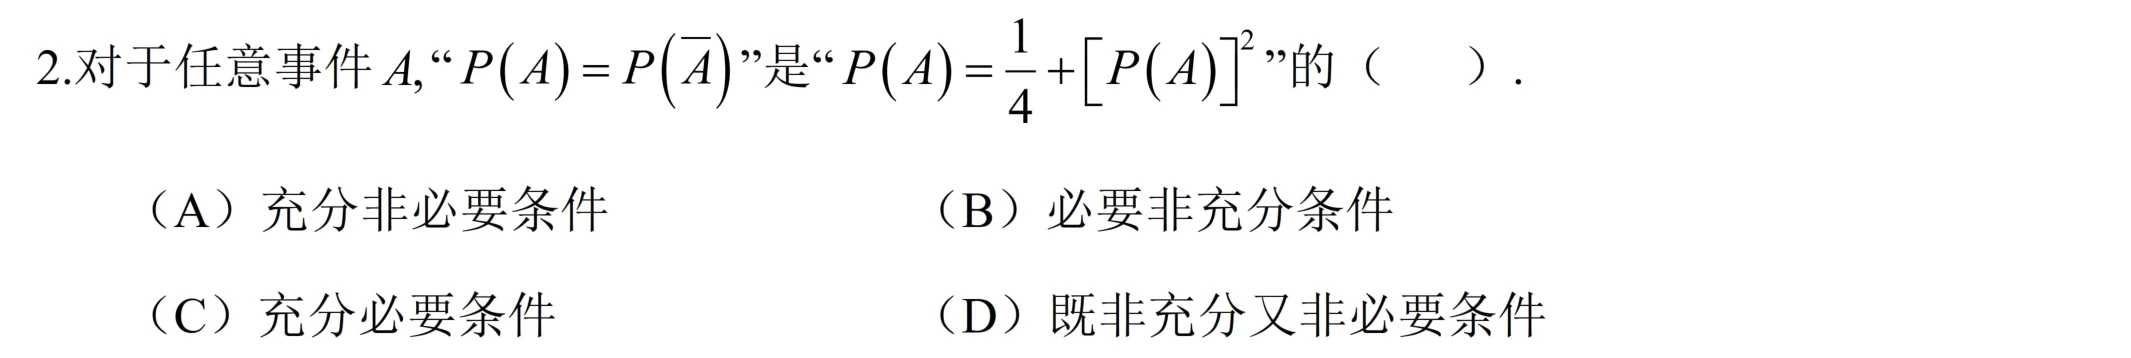 2.对于任意事件 A,“ P(A) = P(A̅) ”是“ P(A) = 1/4 + [P(A)]² ”的（　　）.
（A）充分非必要条件　（B）必要非充分条件
（C）充分必要条件　（D）既非充分又非必要条件